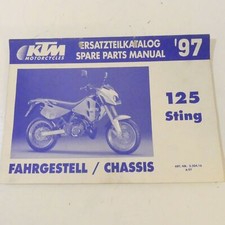 KTM
MOTORCYCLES
ERSATZTEILKATALOG
SPARE PARTS MANUAL
'97
125
Sting
FAHRGESTELL / CHASSIS